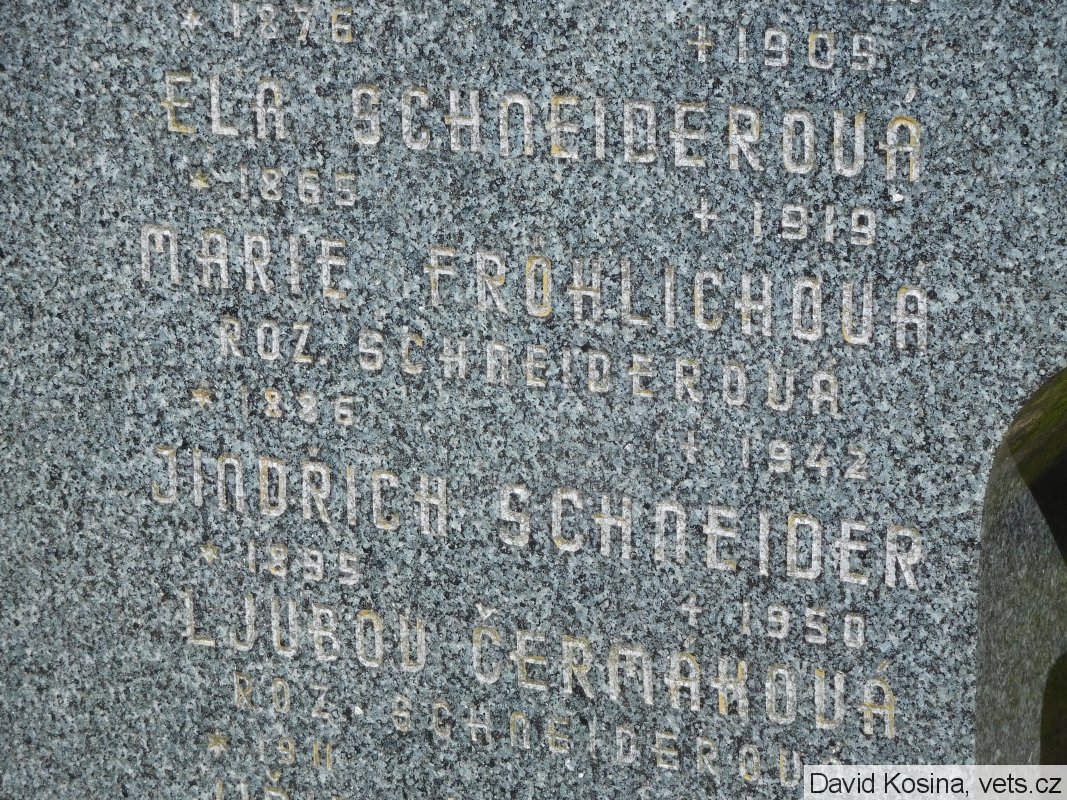 * 1876 + 1905
ELA SCHNEIDEROVÁ
* 1865 + 1919
MARIE FRÖHLICHOVÁ
ROZ. SCHNEIDEROVÁ
* 1886 + 1942
JINDŘICH SCHNEIDER
* 1895 + 1950
LJUBOV ČERMÁKOVÁ
ROZ. SCHNEIDEROVÁ
* 1911
David Kosina, vets.cz